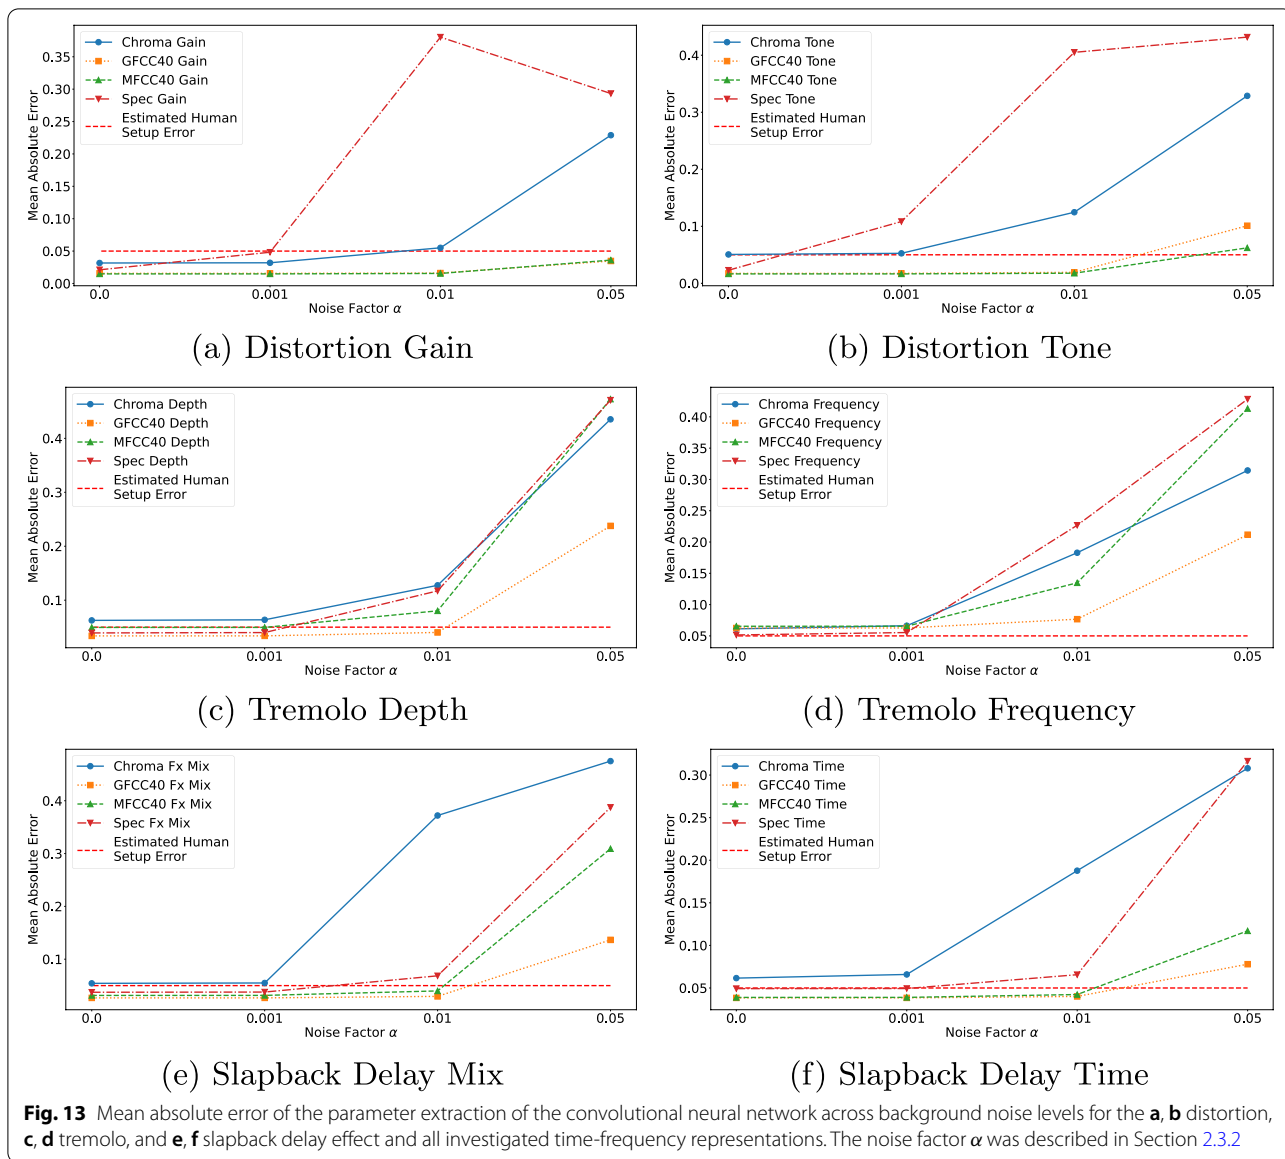 Chroma Gain
GFCC40 Gain
MFCC40 Gain
Spec Gain
Estimated Human
Setup Error
Mean Absolute Error
0.35
0.30
0.25
0.20
0.15
0.10
0.05
0.00
0.0 0.001 0.01 0.05
Noise Factor α
(a) Distortion Gain
Chroma Tone
GFCC40 Tone
MFCC40 Tone
Spec Tone
Estimated Human
Setup Error
Mean Absolute Error
0.4
0.3
0.2
0.1
0.0
0.0 0.001 0.01 0.05
Noise Factor α
(b) Distortion Tone
Chroma Depth
GFCC40 Depth
MFCC40 Depth
Spec Depth
Estimated Human
Setup Error
Mean Absolute Error
0.4
0.3
0.2
0.1
0.0 0.001 0.01 0.05
Noise Factor α
(c) Tremolo Depth
Chroma Frequency
GFCC40 Frequency
MFCC40 Frequency
Spec Frequency
Estimated Human
Setup Error
Mean Absolute Error
0.40
0.35
0.30
0.25
0.20
0.15
0.10
0.05
0.0 0.001 0.01 0.05
Noise Factor α
(d) Tremolo Frequency
Chroma Fx Mix
GFCC40 Fx Mix
MFCC40 Fx Mix
Spec Fx Mix
Estimated Human
Setup Error
Mean Absolute Error
0.4
0.3
0.2
0.1
0.0 0.001 0.01 0.05
Noise Factor α
(e) Slapback Delay Mix
Chroma Time
GFCC40 Time
MFCC40 Time
Spec Time
Estimated Human
Setup Error
Mean Absolute Error
0.30
0.25
0.20
0.15
0.10
0.05
0.0 0.001 0.01 0.05
Noise Factor α
(f) Slapback Delay Time
Fig. 13 Mean absolute error of the parameter extraction of the convolutional neural network across background noise levels for the a, b distortion,
c, d tremolo, and e, f slapback delay effect and all investigated time-frequency representations. The noise factor α was described in Section 2.3.2